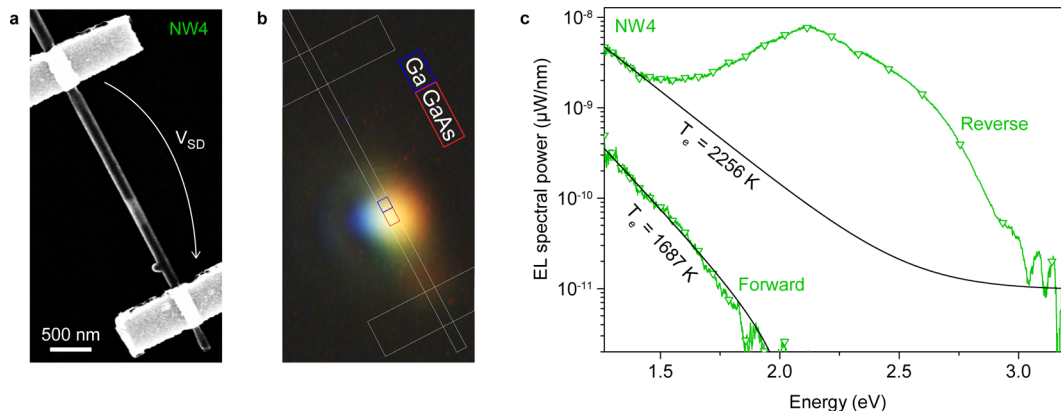 a
NW4
V_SD
500 nm
b
Ga GaAs
c
NW4
EL spectral power (μW/nm)
10⁻⁸
10⁻⁹
10⁻¹⁰
10⁻¹¹
Reverse
T_e = 2256 K
T_e = 1687 K
Forward
1.5 2.0 2.5 3.0
Energy (eV)